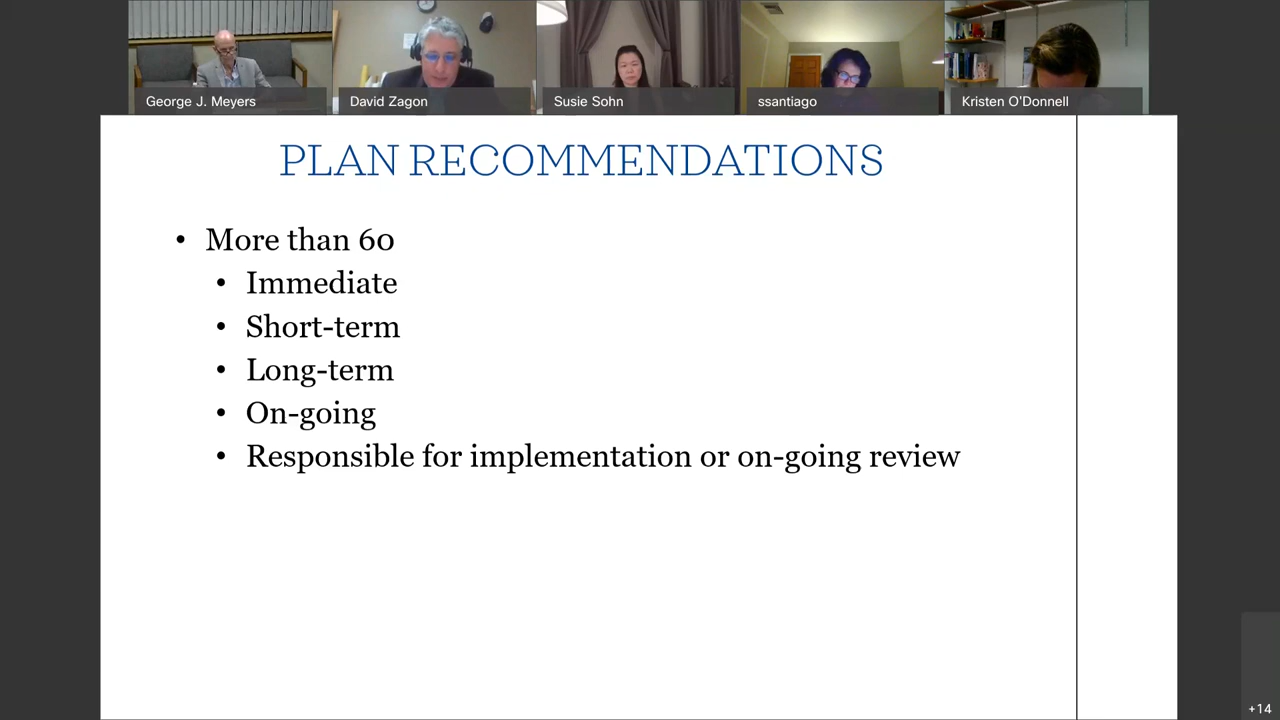 George J. Meyers
David Zagon
Susie Sohn
ssantiago
Kristen O'Donnell
PLAN RECOMMENDATIONS
• More than 60
• Immediate
• Short-term
• Long-term
• On-going
• Responsible for implementation or on-going review
+14